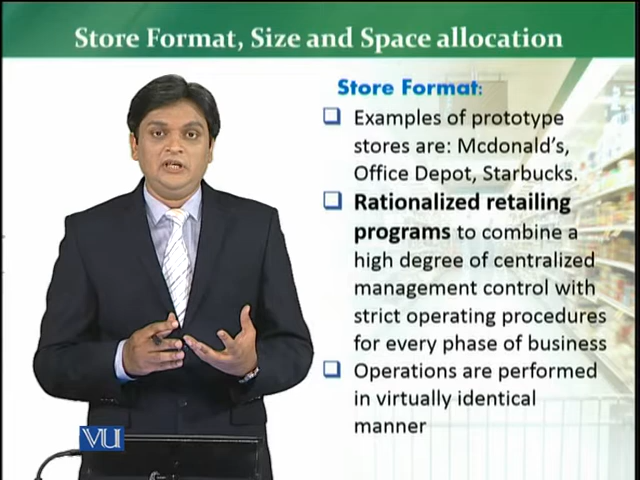 Store Format, Size and Space allocation
Store Format:
Examples of prototype
stores are: Mcdonald's,
Office Depot, Starbucks.
Rationalized retailing
programs to combine a
high degree of centralized
management control with
strict operating procedures
for every phase of business
Operations are performed
in virtually identical
manner
VU